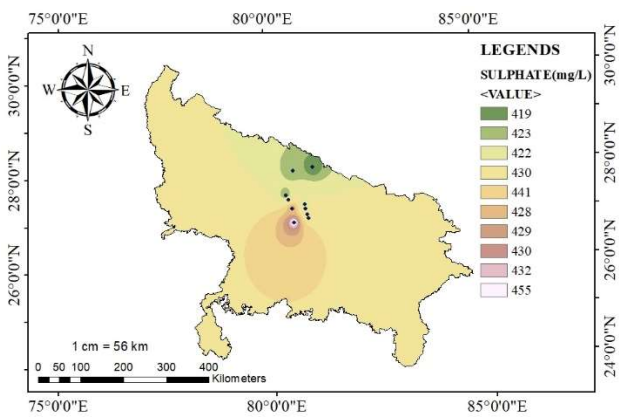 75°0'0"E 80°0'0"E 85°0'0"E
N
W E
S
LEGENDS
SULPHATE(mg/L)
<VALUE>
419
423
422
430
441
428
429
430
432
455
30°0'0"N
28°0'0"N
26°0'0"N
30°0'0"N
28°0'0"N
26°0'0"N
24°0'0"N
1 cm = 56 km
0 50 100 200 300 400
Kilometers
75°0'0"E 80°0'0"E 85°0'0"E